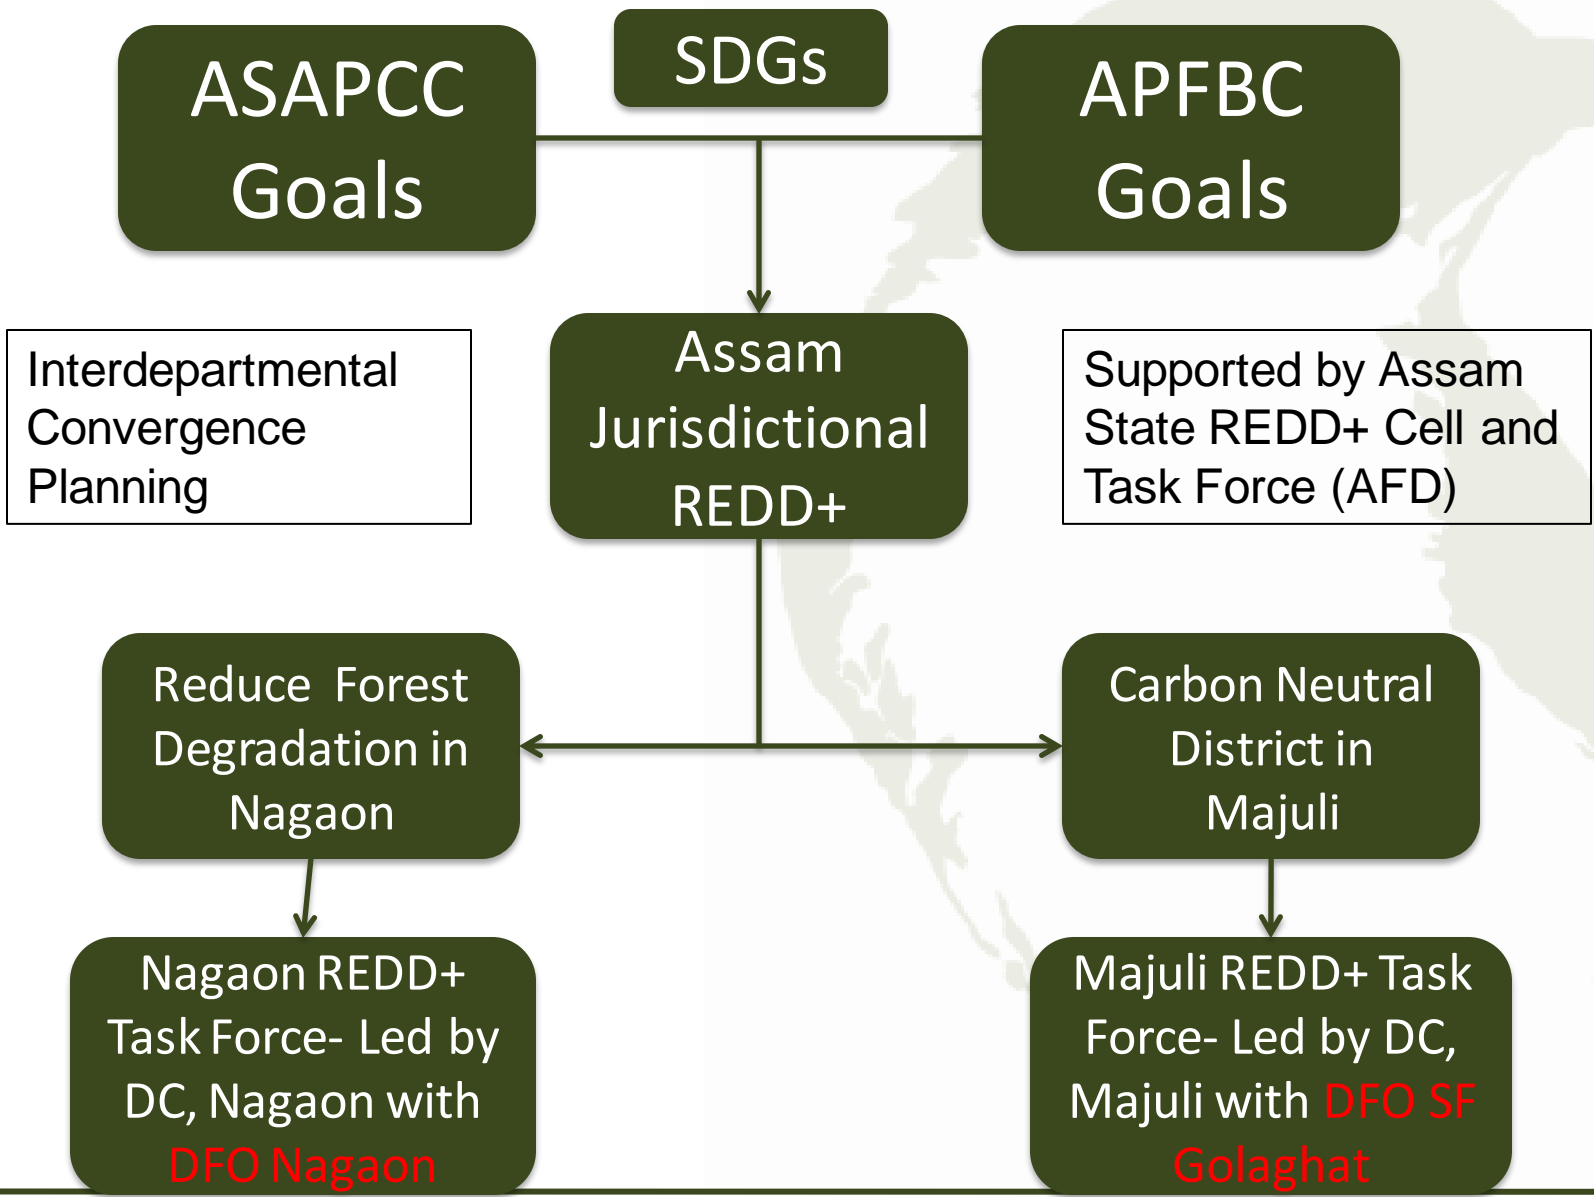 SDGs
ASAPCC
Goals
APFBC
Goals
Interdepartmental
Convergence
Planning
Assam
Jurisdictional
REDD+
Supported by Assam
State REDD+ Cell and
Task Force (AFD)
Reduce Forest
Degradation in
Nagaon
Carbon Neutral
District in
Majuli
Nagaon REDD+
Task Force- Led by
DC, Nagaon with
DFO Nagaon
Majuli REDD+ Task
Force- Led by DC,
Majuli with DFO SF
Golaghat